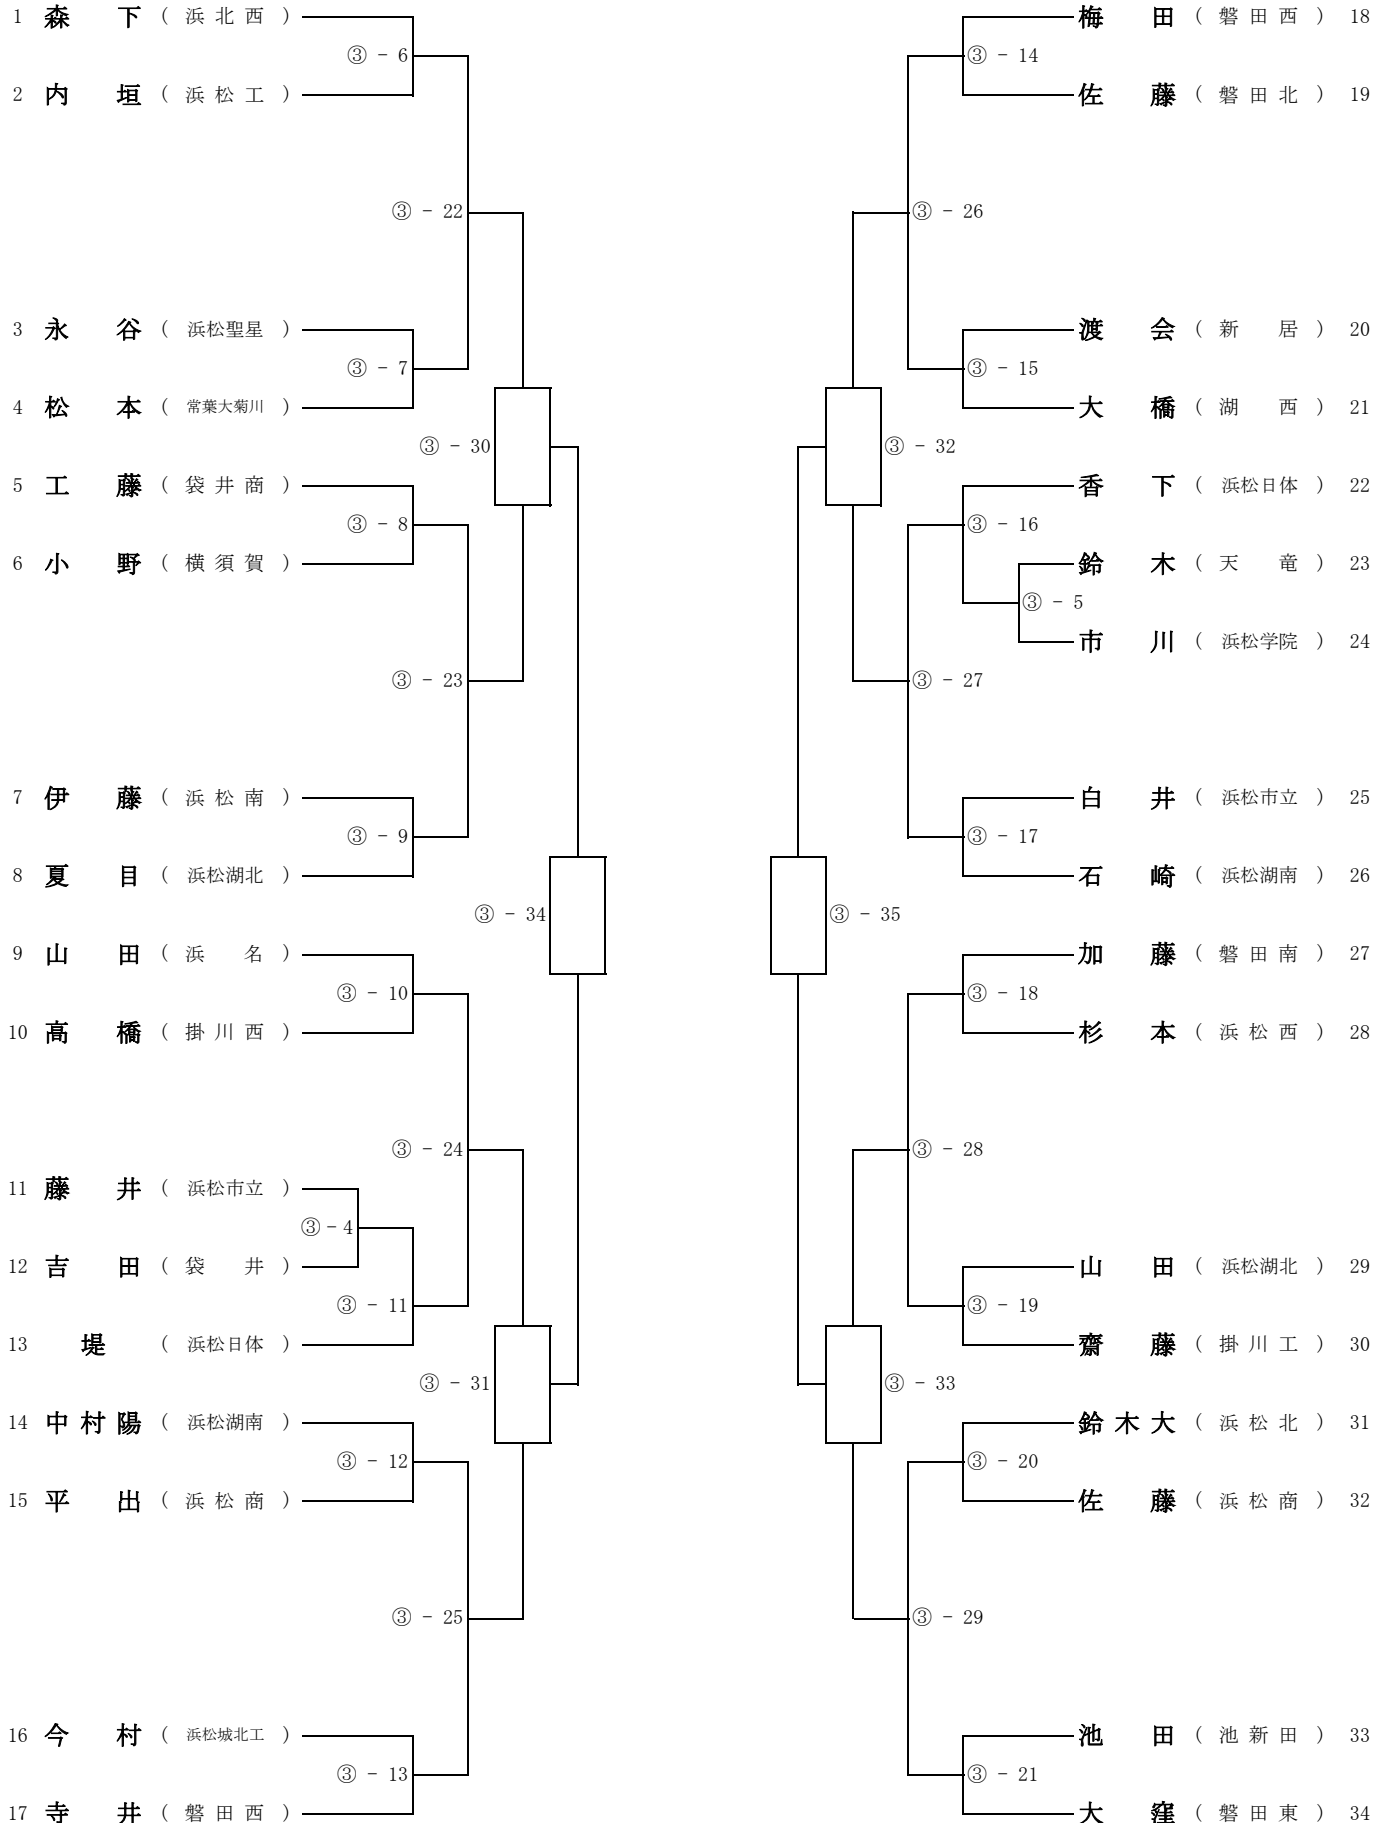 1 森 下 ( 浜 北 西 )
③ - 6
2 内 垣 ( 浜 松 工 )
③ - 22
3 永 谷 ( 浜松聖星 )
③ - 7
4 松 本 ( 常葉大菊川 )
③ - 30
5 工 藤 ( 袋 井 商 )
③ - 8
6 小 野 ( 横 須 賀 )
③ - 23
7 伊 藤 ( 浜 松 南 )
③ - 9
8 夏 目 ( 浜松湖北 )
③ - 34
9 山 田 ( 浜 名 )
③ - 10
10 高 橋 ( 掛 川 西 )
③ - 24
11 藤 井 ( 浜松市立 )
③ - 4
12 吉 田 ( 袋 井 )
③ - 11
13 堤 ( 浜松日体 )
③ - 31
14 中 村 陽 ( 浜松湖南 )
③ - 12
15 平 出 ( 浜 松 商 )
③ - 25
16 今 村 ( 浜松城北工 )
③ - 13
17 寺 井 ( 磐 田 西 )
梅 田 ( 磐 田 西 ) 18
③ - 14
佐 藤 ( 磐 田 北 ) 19
③ - 26
渡 会 ( 新 居 ) 20
③ - 15
大 橋 ( 湖 西 ) 21
③ - 32
香 下 ( 浜松日体 ) 22
③ - 16
鈴 木 ( 天 竜 ) 23
③ - 5
市 川 ( 浜松学院 ) 24
③ - 27
白 井 ( 浜松市立 ) 25
③ - 17
石 崎 ( 浜松湖南 ) 26
③ - 35
加 藤 ( 磐 田 南 ) 27
③ - 18
杉 本 ( 浜 松 西 ) 28
③ - 28
山 田 ( 浜松湖北 ) 29
③ - 19
齋 藤 ( 掛 川 工 ) 30
③ - 33
鈴 木 大 ( 浜 松 北 ) 31
③ - 20
佐 藤 ( 浜 松 商 ) 32
③ - 29
池 田 ( 池 新 田 ) 33
③ - 21
大 窪 ( 磐 田 東 ) 34